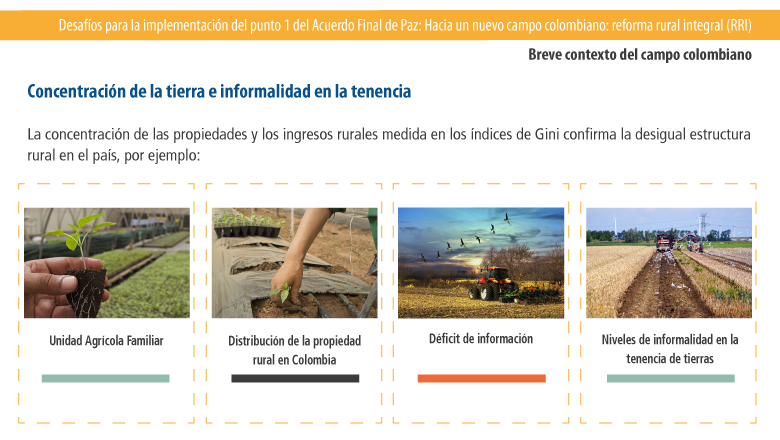 Desafíos para la implementación del punto 1 del Acuerdo Final de Paz: Hacia un nuevo campo colombiano: reforma rural integral (RRI)
Breve contexto del campo colombiano
Concentración de la tierra e informalidad en la tenencia
La concentración de las propiedades y los ingresos rurales medida en los índices de Gini confirma la desigual estructura
rural en el país, por ejemplo:
Unidad Agrícola Familiar
Distribución de la propiedad
rural en Colombia
Déficit de información
Niveles de informalidad en la
tenencia de tierras